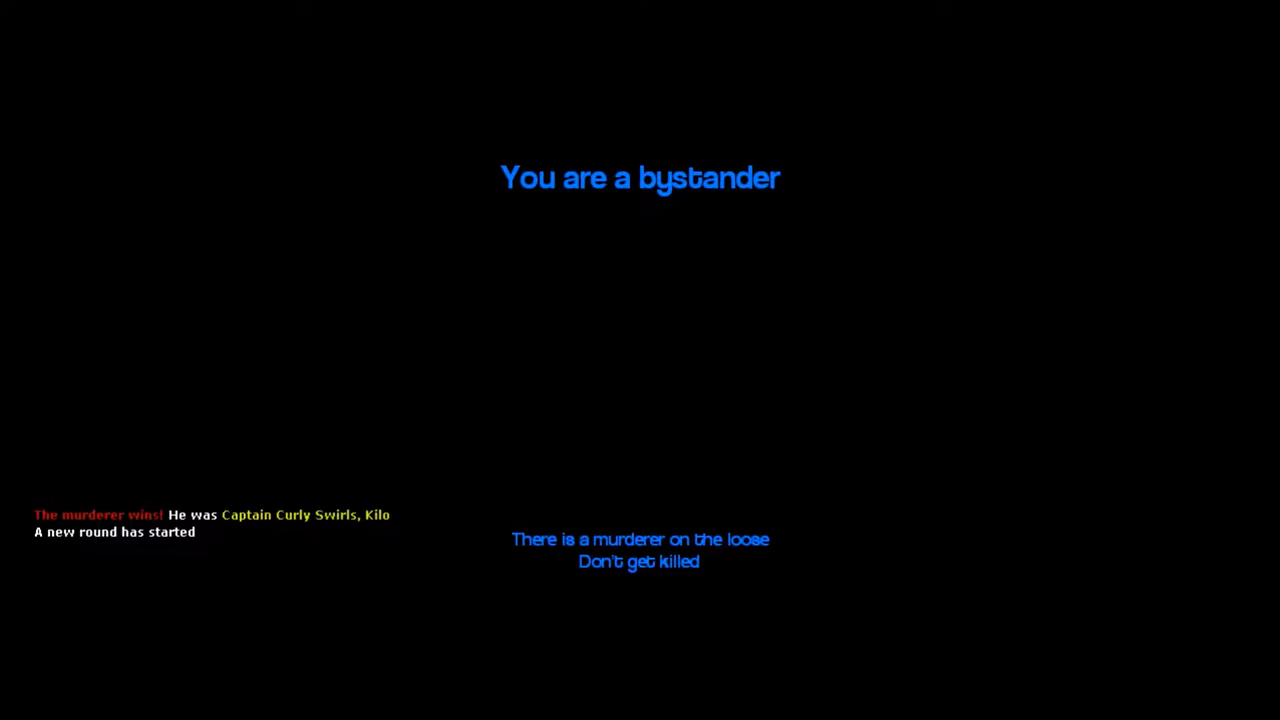 You are a bystander
The murderer wins! He was Captain Curly Swirls, Kilo
A new round has started
There is a murderer on the loose
Don't get killed